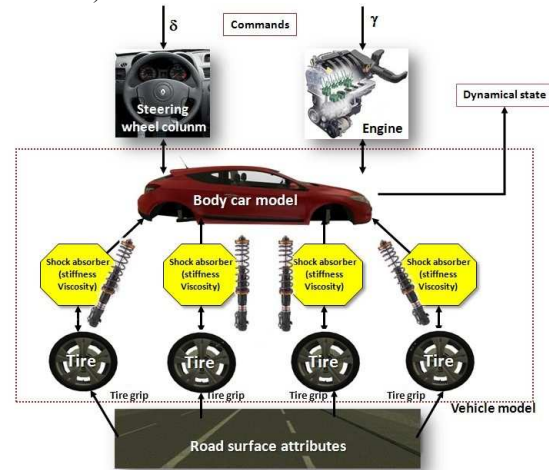 δ
Commands
γ
Dynamical state
Steering
wheel colunm
Engine
Body car model
Shock absorber
(stiffness
Viscosity)
Shock absorber
(stiffness
Viscosity)
Shock absorber
(stiffness
Viscosity)
Shock absorber
(stiffness
Viscosity)
Tire
Tire
Tire
Tire
Tire grip
Tire grip
Tire grip
Tire grip
Vehicle model
Road surface attributes